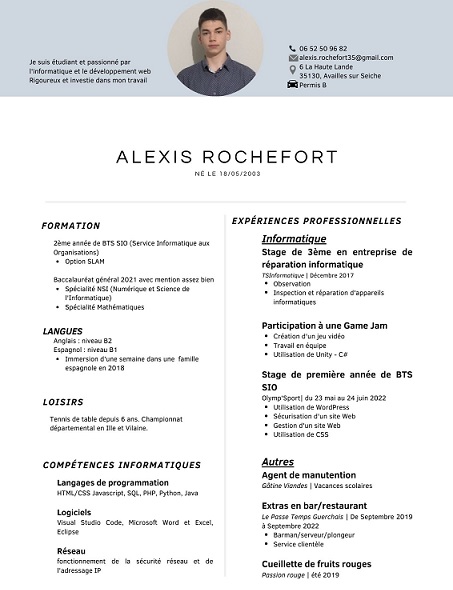 Je suis étudiant et passionné par
l'informatique et le développement web
Rigoureux et investie dans mon travail
06 52 50 96 82
alexis.rochefort35@gmail.com
6 La Haute Lande
35130, Availles sur Seiche
Permis B
ALEXIS ROCHEFORT
NÉ LE 18/05/2003
FORMATION
2ème année de BTS SIO (Service Informatique aux
Organisations)
• Option SLAM
Baccalauréat général 2021 avec mention assez bien
• Spécialité NSI (Numérique et Science de
l'Informatique)
• Spécialité Mathématiques
LANGUES
Anglais : niveau B2
Espagnol : niveau B1
• Immersion d'une semaine dans une famille
espagnole en 2018
LOISIRS
Tennis de table depuis 6 ans. Championnat
départemental en Ille et Vilaine.
COMPÉTENCES INFORMATIQUES
Langages de programmation
HTML/CSS Javascript, SQL, PHP, Python, Java
Logiciels
Visual Studio Code, Microsoft Word et Excel,
Eclipse
Réseau
fonctionnement de la sécurité réseau et de
l'adressage IP
EXPÉRIENCES PROFESSIONNELLES
Informatique
Stage de 3ème en entreprise de
réparation informatique
TSInformatique | Décembre 2017
• Observation
• Inspection et réparation d'appareils
informatiques
Participation à une Game Jam
• Création d'un jeu vidéo
• Travail en équipe
• Utilisation de Unity - C#
Stage de première année de BTS
SIO
Olymp'Sport| du 23 mai au 24 juin 2022
• Utilisation de WordPress
• Sécurisation d'un site Web
• Gestion d'un site Web
• Utilisation de CSS
Autres
Agent de manutention
Gâtine Viandes | Vacances scolaires
Extras en bar/restaurant
Le Passe Temps Guerchais | De Septembre 2019
à Septembre 2022
• Barman/serveur/plongeur
• Service clientèle
Cueillette de fruits rouges
Passion rouge | été 2019